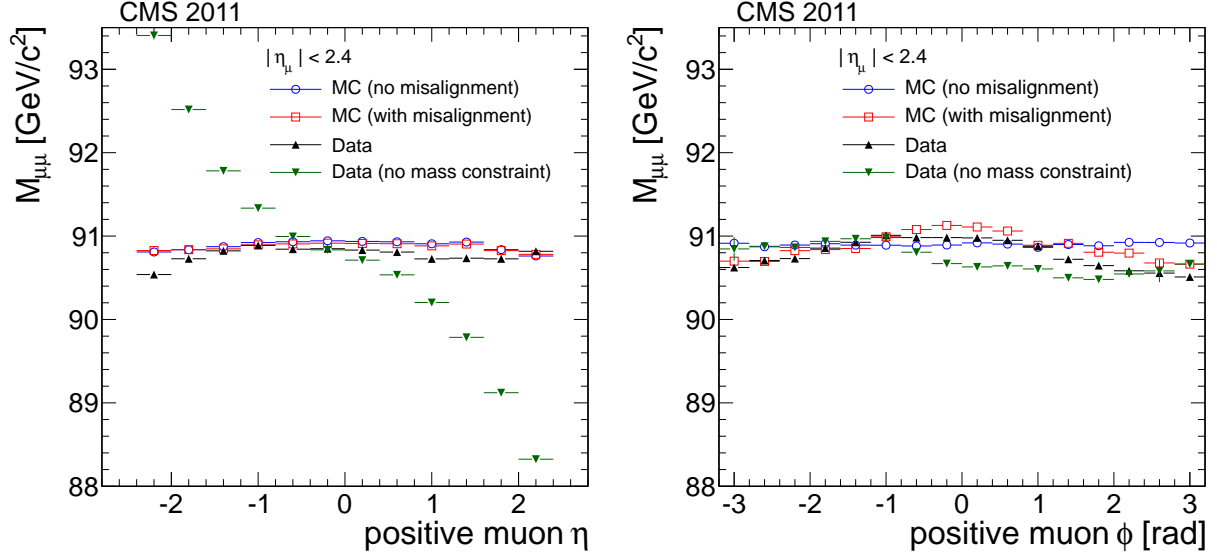 CMS 2011
M_μμ [GeV/c²]
93
92
91
90
89
88
| η_μ | < 2.4
MC (no misalignment)
MC (with misalignment)
Data
Data (no mass constraint)
-2 -1 0 1 2
positive muon η
CMS 2011
M_μμ [GeV/c²]
93
92
91
90
89
88
| η_μ | < 2.4
MC (no misalignment)
MC (with misalignment)
Data
Data (no mass constraint)
-3 -2 -1 0 1 2 3
positive muon ϕ [rad]